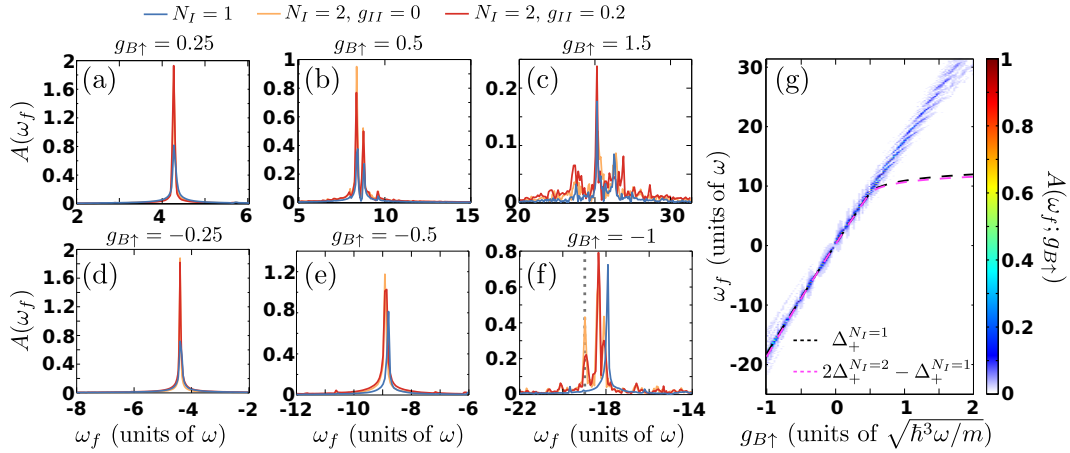 N_I = 1   N_I = 2, g_II = 0   N_I = 2, g_II = 0.2
g_B↑ = 0.25   g_B↑ = 0.5   g_B↑ = 1.5
(a) (b) (c) (g)
A(ω_f)
2 1.6 1.2 0.8 0.4 0
2 4 6
1 0.8 0.6 0.4 0.2 0
5 10 15
0.3 0.2 0.1 0
20 25 30
g_B↑ = −0.25   g_B↑ = −0.5   g_B↑ = −1
(d) (e) (f)
A(ω_f)
2 1.6 1.2 0.8 0.4 0
-8 -6 -4 -2
1.2 0.8 0.4 0
-12 -10 -8 -6
0.8 0.6 0.4 0.2 0
-22 -18 -14
ω_f (units of ω)   ω_f (units of ω)   ω_f (units of ω)
ω_f (units of ω)
30 20 10 0 -10 -20
-1 0 1 2
Δ_+^{N_I=1}
2Δ_+^{N_I=2} − Δ_+^{N_I=1}
g_B↑ (units of √(ħ³ω/m))
1 0.8 0.6 0.4 0.2 0
A(ω_f; g_B↑)